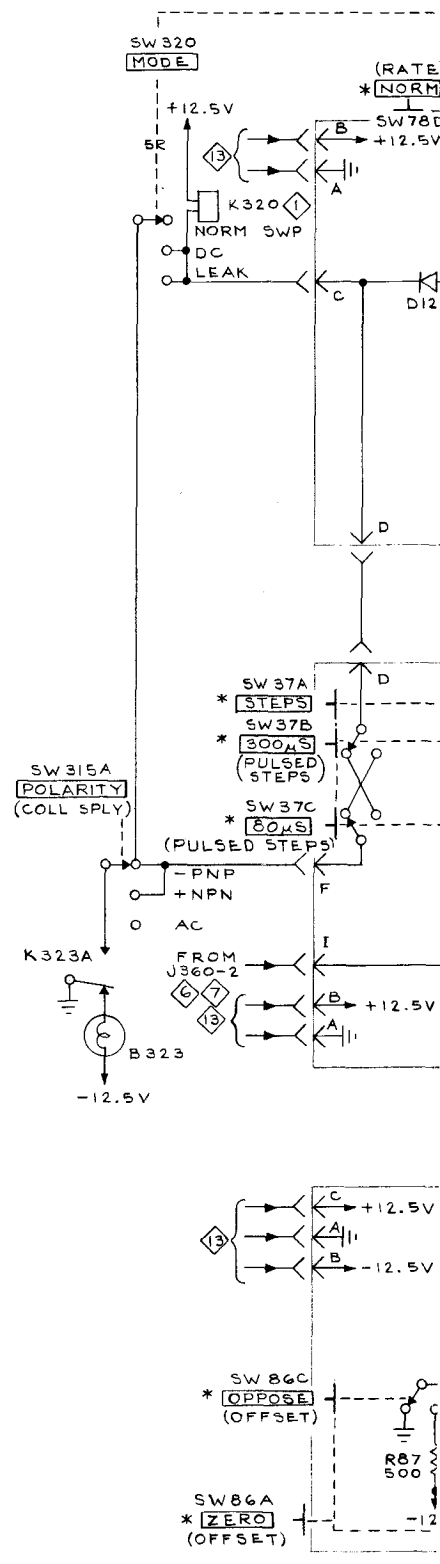 SW 320
MODE
(RATE
* NORM
+12.5V
SW78D
5R
13
B
+12.5V
A
K320 1
NORM SWP
DC
LEAK
C
D12
D
D
SW 37A
* STEPS
SW 37B
* 300µS
(PULSED
STEPS)
SW 315A
POLARITY
(COLL SPLY)
SW 37C
* 80µS
(PULSED STEPS)
-PNP
F
+NPN
AC
I
K323A
FROM
J360-2
6 7
B
+12.5V
13
A
B323
-12.5V
C
+12.5V
13
A
B
-12.5V
SW 86C
* OPPOSE
(OFFSET)
R87
500
SW86A
* ZERO
(OFFSET)
-12